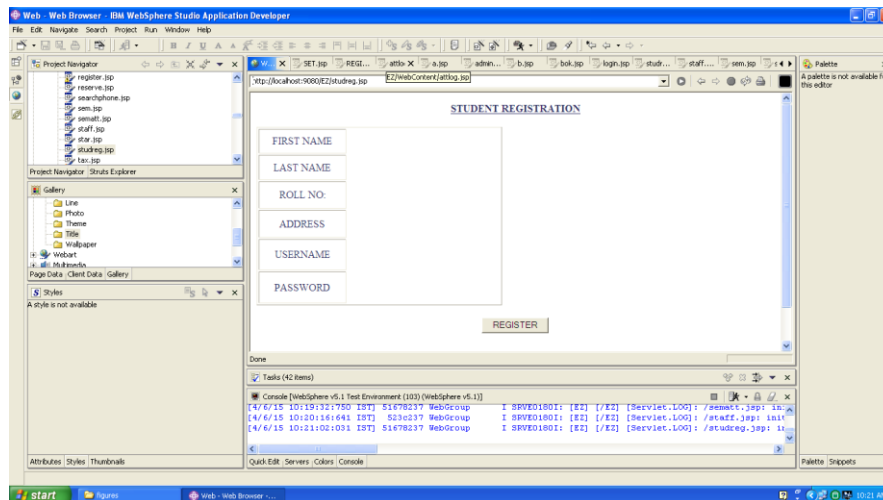 Web - Web Browser - IBM WebSphere Studio Application Developer
File Edit Navigate Search Project Run Window Help
Project Navigator
register.jsp
reserve.jsp
searchphone.jsp
sem.jsp
sematt.jsp
staff.jsp
star.jsp
studreg.jsp
tax.jsp
Project Navigator Struts Explorer
Gallery
Line
Photo
Theme
Title
Wallpaper
Webart
Multimedia
Page Data Client Data Gallery
Styles
A style is not available
Attributes Styles Thumbnails
W... SET.jsp REGI... attlo a.jsp admin... b.jsp bok.jsp login.jsp studr... staff.... sem.jsp
http://localhost:9080/EZ/studreg.jsp
EZ/WebContent/attlog.jsp
STUDENT REGISTRATION
FIRST NAME
LAST NAME
ROLL NO:
ADDRESS
USERNAME
PASSWORD
REGISTER
Done
Tasks (42 items)
Console [WebSphere v5.1 Test Environment (103) (WebSphere v5.1)]
[4/6/15 10:19:32:750 IST] 51678237 WebGroup I SRVE0180I: [EZ] [/EZ] [Servlet.LOG]: /sematt.jsp: in
[4/6/15 10:20:16:641 IST] 523c237 WebGroup I SRVE0180I: [EZ] [/EZ] [Servlet.LOG]: /staff.jsp: init
[4/6/15 10:21:02:031 IST] 51678237 WebGroup I SRVE0180I: [EZ] [/EZ] [Servlet.LOG]: /studreg.jsp: i
Quick Edit Servers Colors Console
Palette
A palette is not available f
this editor
Palette Snippets
start figures Web - Web Browser -... 10:21 AM